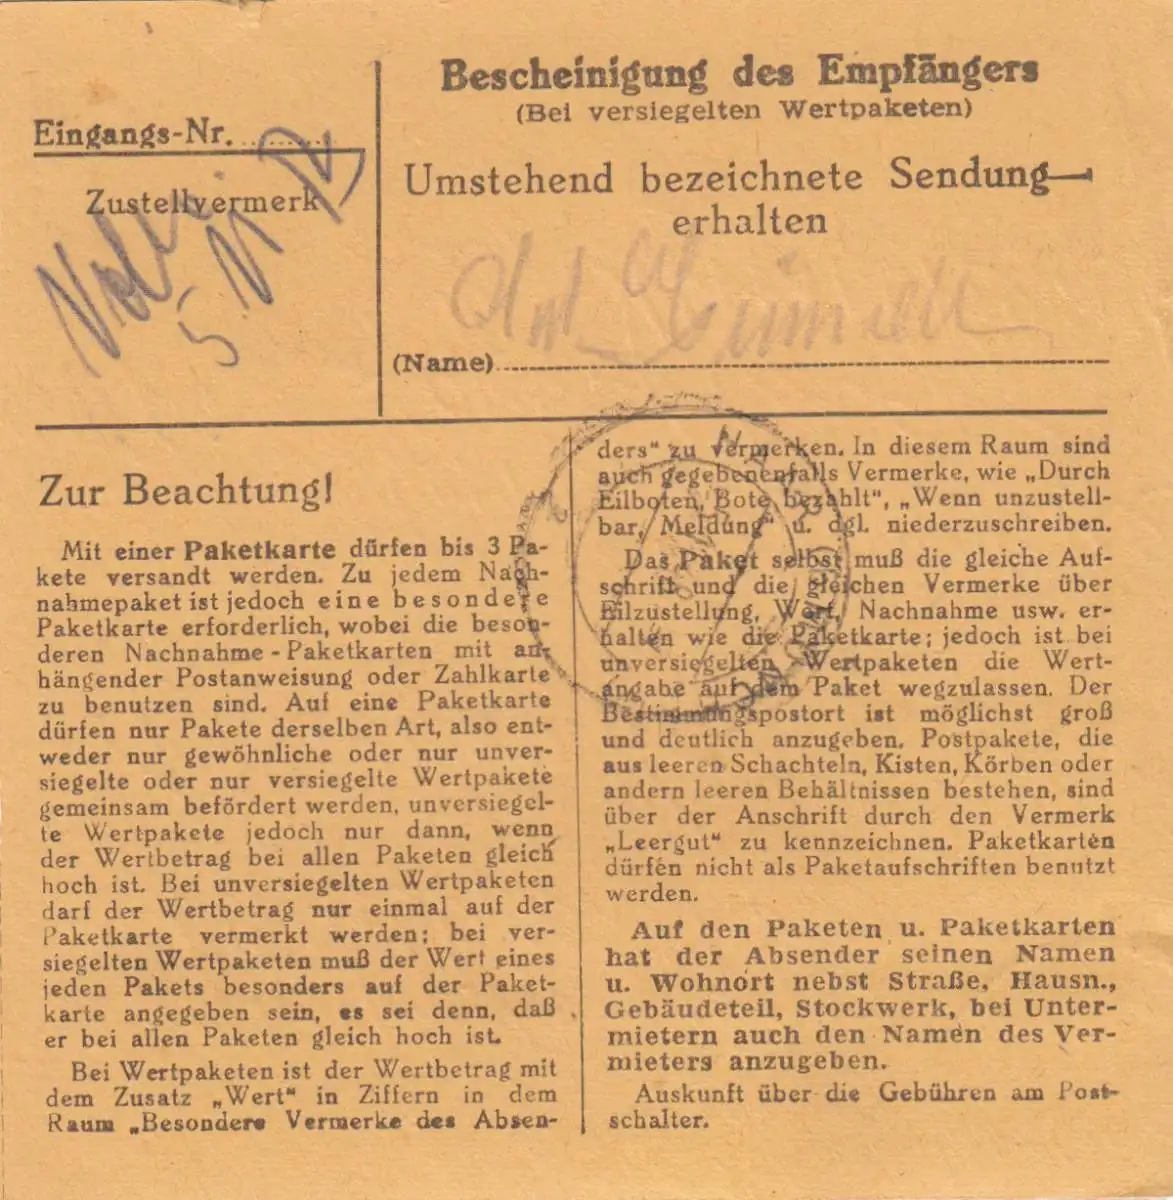 Eingangs-Nr.
Zustellvermerk
Bescheinigung des Empfängers
(Bei versiegelten Wertpaketen)
Umstehend bezeichnete Sendung
erhalten
(Name)
Zur Beachtung!
Mit einer Paketkarte dürfen bis 3 Pa-
kete versandt werden. Zu jedem Nach-
nahmepaket ist jedoch eine besondere
Paketkarte erforderlich, wobei die beson-
deren Nachnahme-Paketkarten mit an-
hängender Postanweisung oder Zahlkarte
zu benutzen sind. Auf eine Paketkarte
dürfen nur Pakete derselben Art, also ent-
weder nur gewöhnliche oder nur unver-
siegelte oder nur versiegelte Wertpakete
gemeinsam befördert werden, unversiegel-
te Wertpakete jedoch nur dann, wenn
der Wertbetrag bei allen Paketen gleich
hoch ist. Bei unversiegelten Wertpaketen
darf der Wertbetrag nur einmal auf der
Paketkarte vermerkt werden; bei ver-
siegelten Wertpaketen muß der Wert eines
jeden Pakets besonders auf der Paket-
karte angegeben sein, es sei denn, daß
er bei allen Paketen gleich hoch ist.
Bei Wertpaketen ist der Wertbetrag mit
dem Zusatz „Wert“ in Ziffern in dem
Raum „Besondere Vermerke des Absen-
ders“ zu vermerken. In diesem Raum sind
auch gegebenenfalls Vermerke, wie „Durch
Eilboten, Bote bezahlt“, „Wenn unzustell-
bar, Meldung“ u. dgl. niederzuschreiben.
Das Paket selbst muß die gleiche Auf-
schrift und die gleichen Vermerke über
Eilzustellung, Wert, Nachnahme usw. er-
halten wie die Paketkarte; jedoch ist bei
unversiegelten Wertpaketen die Wert-
angabe auf dem Paket wegzulassen. Der
Bestimmungspostort ist möglichst groß
und deutlich anzugeben. Postpakete, die
aus leeren Schachteln, Kisten, Körben oder
andern leeren Behältnissen bestehen, sind
über der Anschrift durch den Vermerk
„Leergut“ zu kennzeichnen. Paketkarten
dürfen nicht als Paketaufschriften benutzt
werden.
Auf den Paketen u. Paketkarten
hat der Absender seinen Namen
u. Wohnort nebst Straße, Hausn.,
Gebäudeteil, Stockwerk, bei Unter-
mietern auch den Namen des Ver-
mieters anzugeben.
Auskunft über die Gebühren am Post-
schalter.